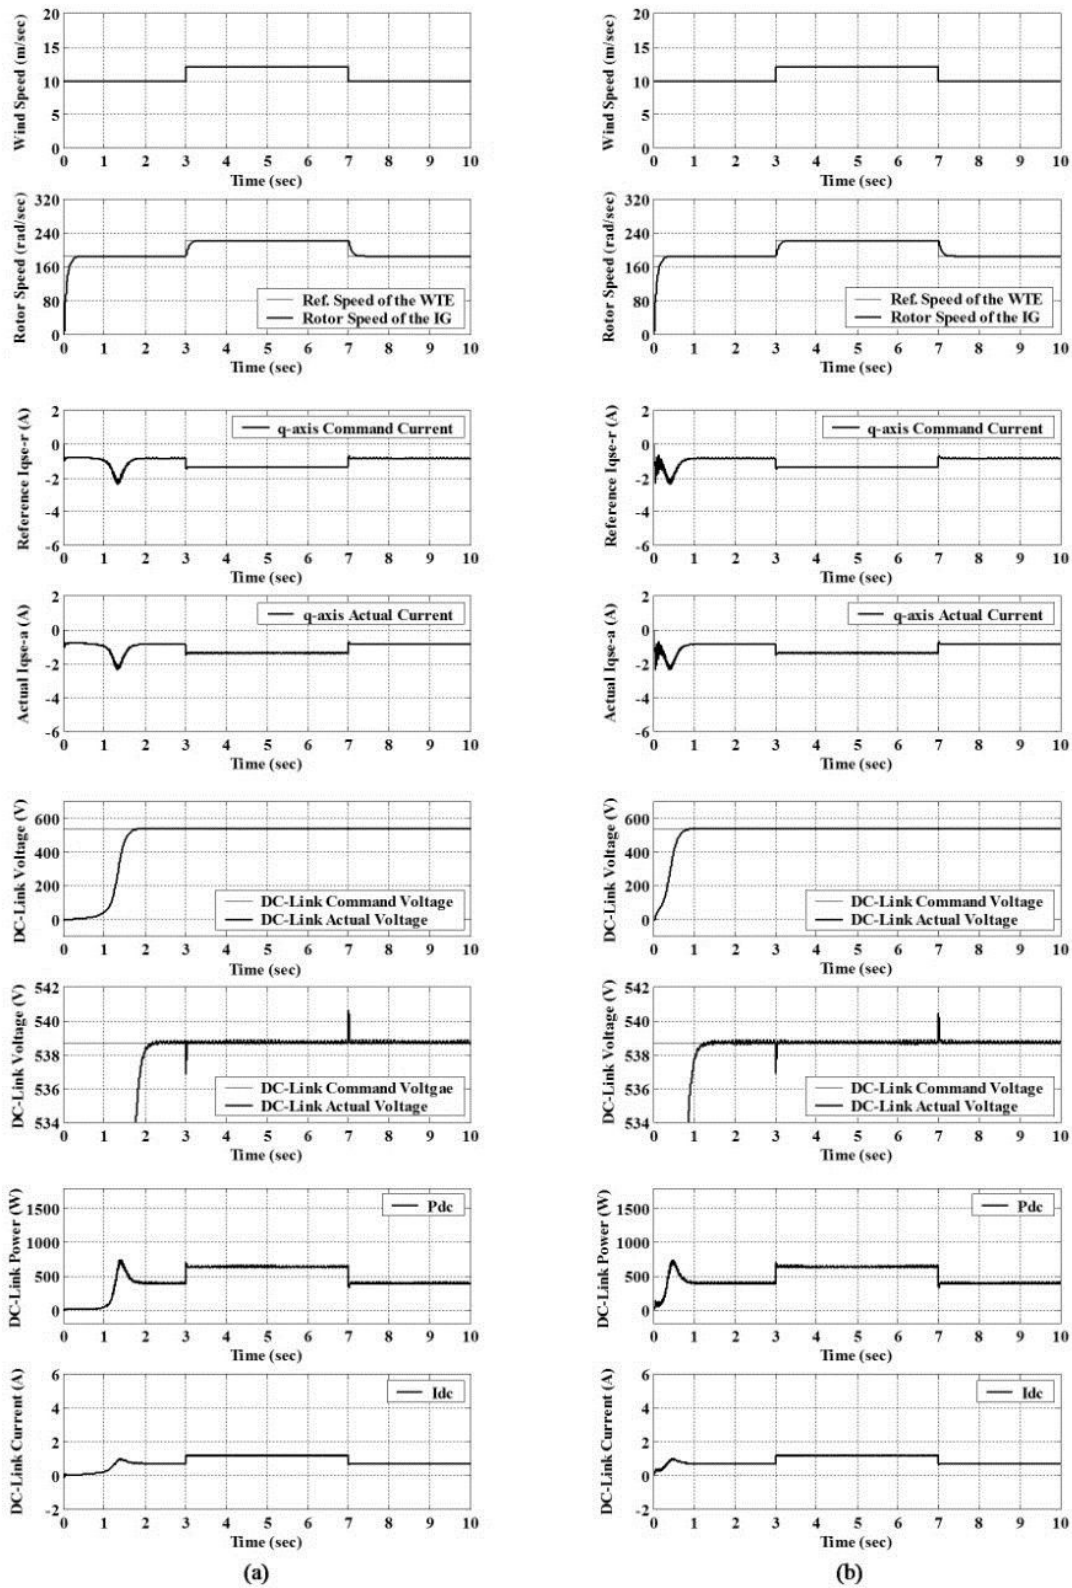 Wind Speed (m/sec)
20
15
10
5
0
0 1 2 3 4 5 6 7 8 9 10
Time (sec)
Rotor Speed (rad/sec)
320
240
160
80
0
Ref. Speed of the WTE
Rotor Speed of the IG
0 1 2 3 4 5 6 7 8 9 10
Time (sec)
Reference Iqse-r (A)
2
0
-2
-4
-6
q-axis Command Current
0 1 2 3 4 5 6 7 8 9 10
Time (sec)
Actual Iqse-a (A)
2
0
-2
-4
-6
q-axis Actual Current
0 1 2 3 4 5 6 7 8 9 10
Time (sec)
DC-Link Voltage (V)
600
400
200
0
DC-Link Command Voltage
DC-Link Actual Voltage
0 1 2 3 4 5 6 7 8 9 10
Time (sec)
DC-Link Voltage (V)
542
540
538
536
534
DC-Link Command Voltgae
DC-Link Actual Voltage
0 1 2 3 4 5 6 7 8 9 10
Time (sec)
DC-Link Power (W)
1500
1000
500
0
Pdc
0 1 2 3 4 5 6 7 8 9 10
Time (sec)
DC-Link Current (A)
6
4
2
0
-2
Idc
0 1 2 3 4 5 6 7 8 9 10
Time (sec)
(a)
Wind Speed (m/sec)
20
15
10
5
0
0 1 2 3 4 5 6 7 8 9 10
Time (sec)
Rotor Speed (rad/sec)
320
240
160
80
0
Ref. Speed of the WTE
Rotor Speed of the IG
0 1 2 3 4 5 6 7 8 9 10
Time (sec)
Reference Iqse-r (A)
2
0
-2
-4
-6
q-axis Command Current
0 1 2 3 4 5 6 7 8 9 10
Time (sec)
Actual Iqse-a (A)
2
0
-2
-4
-6
q-axis Actual Current
0 1 2 3 4 5 6 7 8 9 10
Time (sec)
DC-Link Voltage (V)
600
400
200
0
DC-Link Command Voltage
DC-Link Actual Voltage
0 1 2 3 4 5 6 7 8 9 10
Time (sec)
DC-Link Voltage (V)
542
540
538
536
534
DC-Link Command Voltage
DC-Link Actual Voltage
0 1 2 3 4 5 6 7 8 9 10
Time (sec)
DC-Link Power (W)
1500
1000
500
0
Pdc
0 1 2 3 4 5 6 7 8 9 10
Time (sec)
DC-Link Current (A)
6
4
2
0
-2
Idc
0 1 2 3 4 5 6 7 8 9 10
Time (sec)
(b)